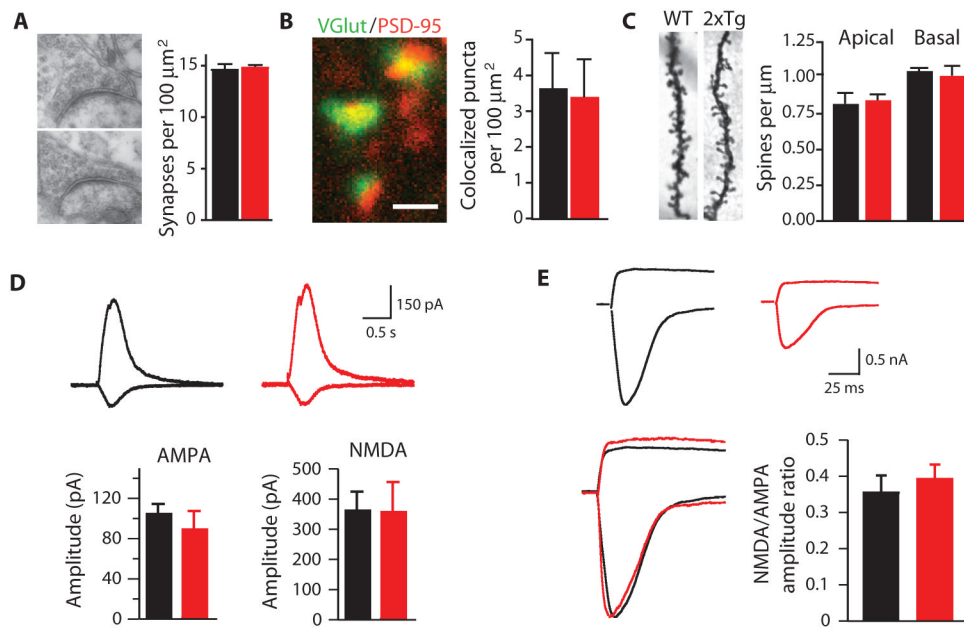 A
Synapses per 100 μm²
20
15
10
5
0
B
VGlut/PSD-95
Colocalized puncta
per 100 μm²
5
4
3
2
1
0
C
WT 2xTg
Spines per μm
1.25
1.00
0.75
0.25
0.00
Apical Basal
D
150 pA
0.5 s
AMPA
Amplitude (pA)
120
80
40
0
NMDA
Amplitude (pA)
500
400
300
200
100
0
E
0.5 nA
25 ms
NMDA/AMPA
amplitude ratio
0.5
0.4
0.3
0.2
0.1
0